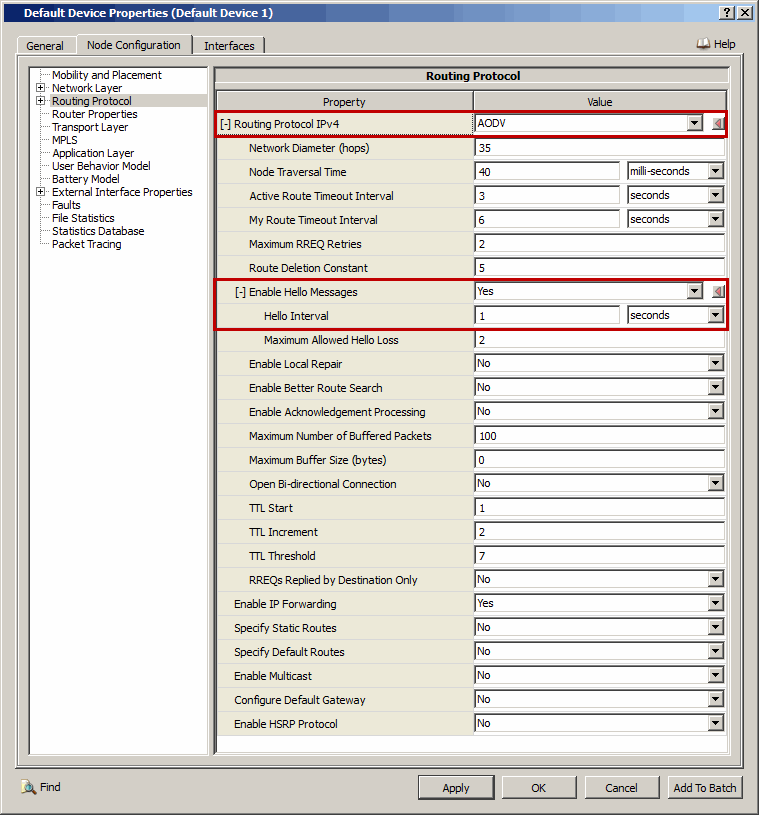 Default Device Properties (Default Device 1)
General
Node Configuration
Interfaces
Help
Mobility and Placement
Network Layer
Routing Protocol
Router Properties
Transport Layer
MPLS
Application Layer
User Behavior Model
Battery Model
External Interface Properties
Faults
File Statistics
Statistics Database
Packet Tracing
Routing Protocol
Property Value
[-] Routing Protocol IPv4 AODV
Network Diameter (hops) 35
Node Traversal Time 40 milli-seconds
Active Route Timeout Interval 3 seconds
My Route Timeout Interval 6 seconds
Maximum RREQ Retries 2
Route Deletion Constant 5
[-] Enable Hello Messages Yes
Hello Interval 1 seconds
Maximum Allowed Hello Loss 2
Enable Local Repair No
Enable Better Route Search No
Enable Acknowledgement Processing No
Maximum Number of Buffered Packets 100
Maximum Buffer Size (bytes) 0
Open Bi-directional Connection No
TTL Start 1
TTL Increment 2
TTL Threshold 7
RREQs Replied by Destination Only No
Enable IP Forwarding Yes
Specify Static Routes No
Specify Default Routes No
Enable Multicast No
Configure Default Gateway No
Enable HSRP Protocol No
Find
Apply
OK
Cancel
Add To Batch